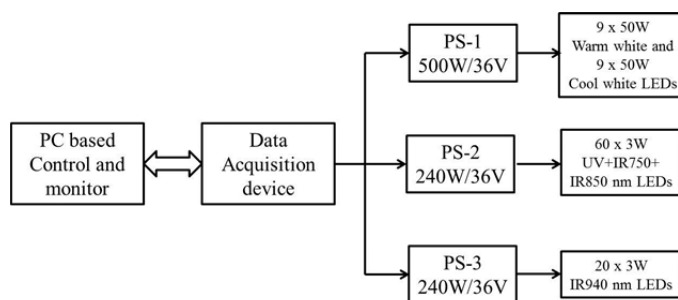 PS-1
500W/36V
9 x 50W
Warm white and
9 x 50W
Cool white LEDs
PC based
Control and
monitor
Data
Acquisition
device
PS-2
240W/36V
60 x 3W
UV+IR750+
IR850 nm LEDs
PS-3
240W/36V
20 x 3W
IR940 nm LEDs